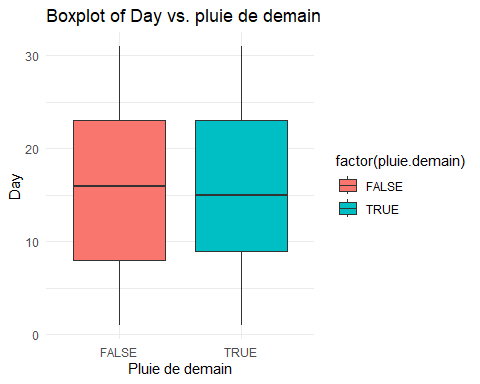 Boxplot of Day vs. pluie de demain
30
20
10
0
Day
FALSE
TRUE
Pluie de demain
factor(pluie.demain)
FALSE
TRUE